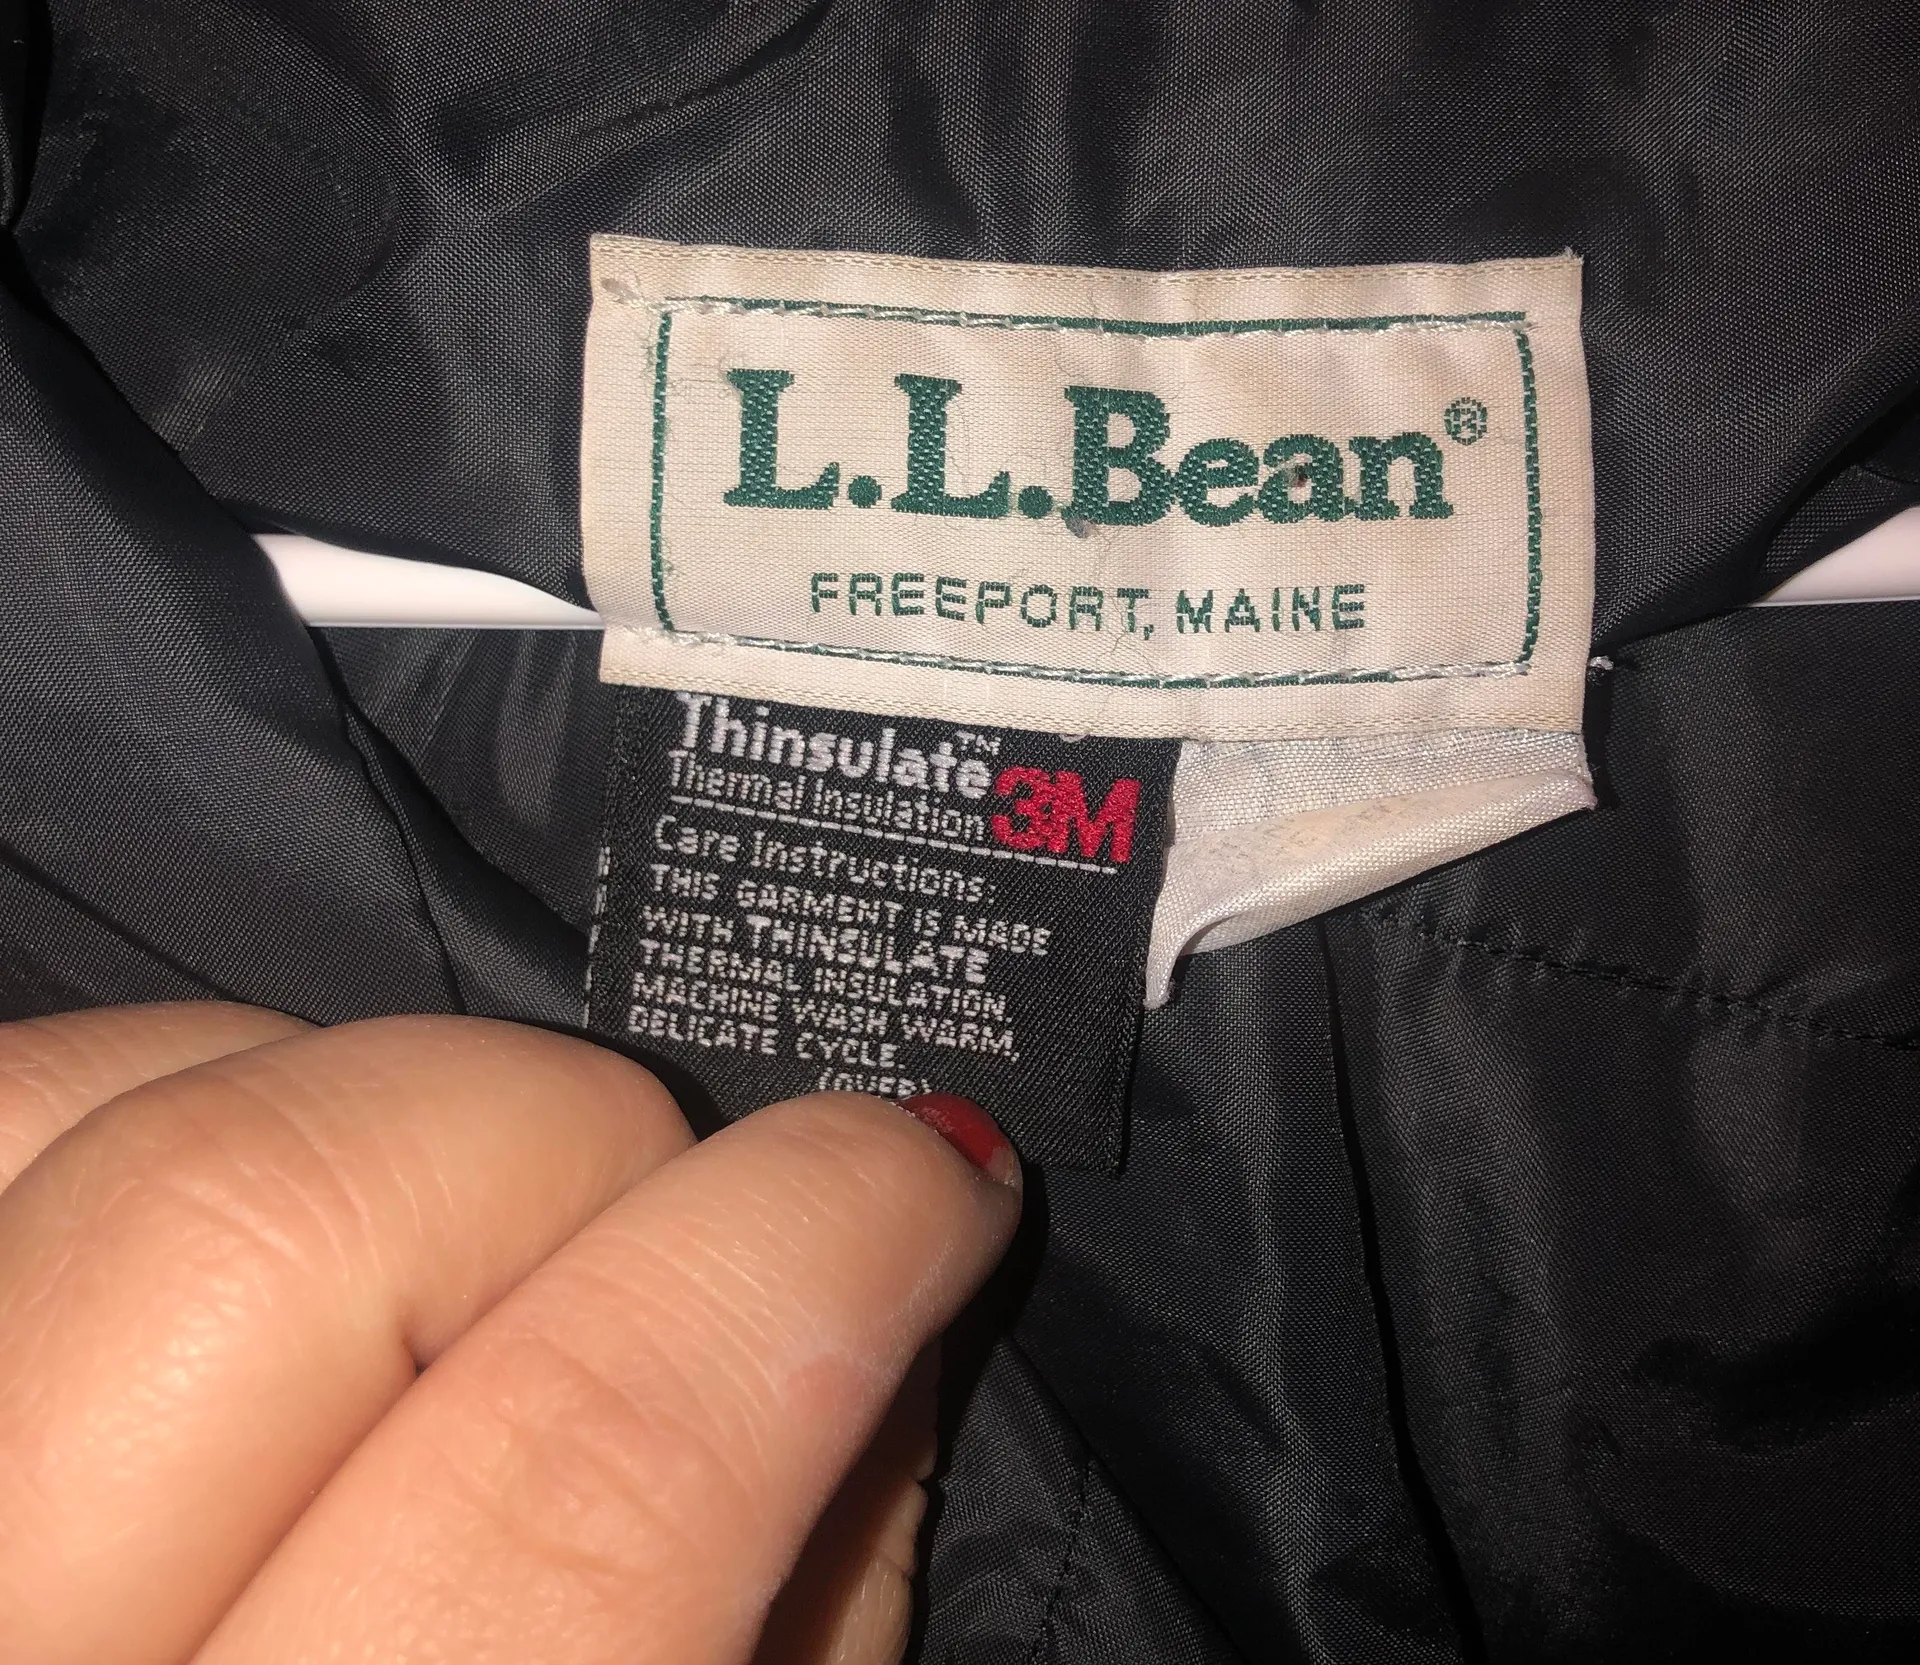 L.L.Bean®
FREEPORT, MAINE
Thinsulate™
Thermal Insulation 3M
Care Instructions:
THIS GARMENT IS MADE
WITH THINSULATE
THERMAL INSULATION
MACHINE WASH WARM,
DELICATE CYCLE
(OVER)